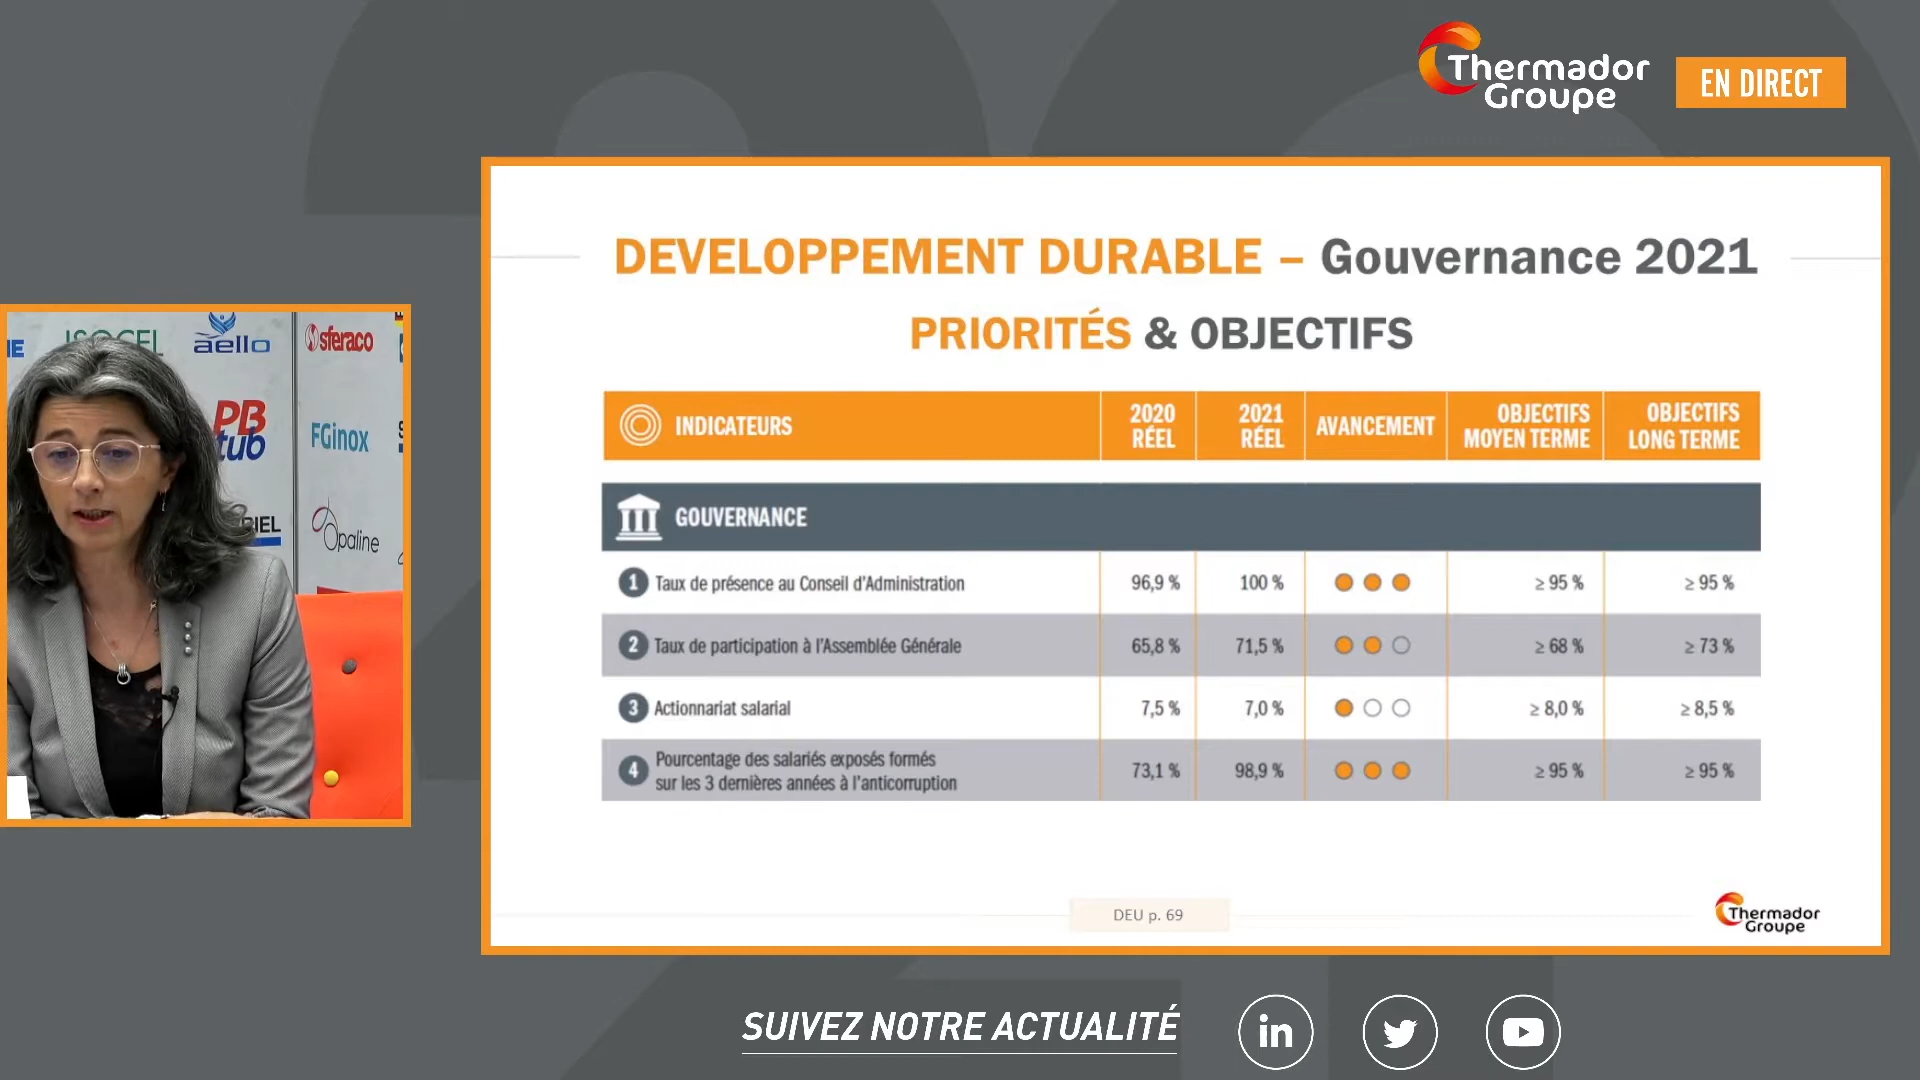 Thermador
Groupe
EN DIRECT
DEVELOPPEMENT DURABLE – Gouvernance 2021
PRIORITÉS & OBJECTIFS
INDICATEURS
2020
RÉEL
2021
RÉEL
AVANCEMENT
OBJECTIFS
MOYEN TERME
OBJECTIFS
LONG TERME
GOUVERNANCE
1 Taux de présence au Conseil d'Administration 96,9 % 100 % ≥ 95 % ≥ 95 %
2 Taux de participation à l'Assemblée Générale 65,8 % 71,5 % ≥ 68 % ≥ 73 %
3 Actionnariat salarial 7,5 % 7,0 % ≥ 8,0 % ≥ 8,5 %
4 Pourcentage des salariés exposés formés
sur les 3 dernières années à l'anticorruption 73,1 % 98,9 % ≥ 95 % ≥ 95 %
DEU p. 69
Thermador
Groupe
aello
sferaco
PB
tub
FGinox
Opaline
SUIVEZ NOTRE ACTUALITÉ
in